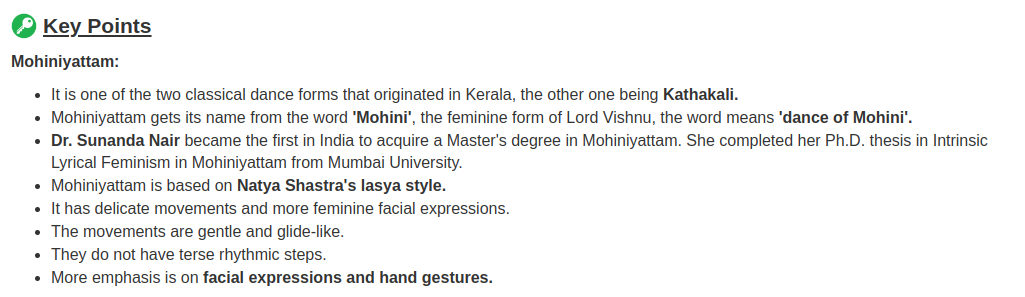 Key Points
Mohiniyattam:
It is one of the two classical dance forms that originated in Kerala, the other one being Kathakali.
Mohiniyattam gets its name from the word 'Mohini', the feminine form of Lord Vishnu, the word means 'dance of Mohini'.
Dr. Sunanda Nair became the first in India to acquire a Master's degree in Mohiniyattam. She completed her Ph.D. thesis in Intrinsic
Lyrical Feminism in Mohiniyattam from Mumbai University.
Mohiniyattam is based on Natya Shastra's lasya style.
It has delicate movements and more feminine facial expressions.
The movements are gentle and glide-like.
They do not have terse rhythmic steps.
More emphasis is on facial expressions and hand gestures.